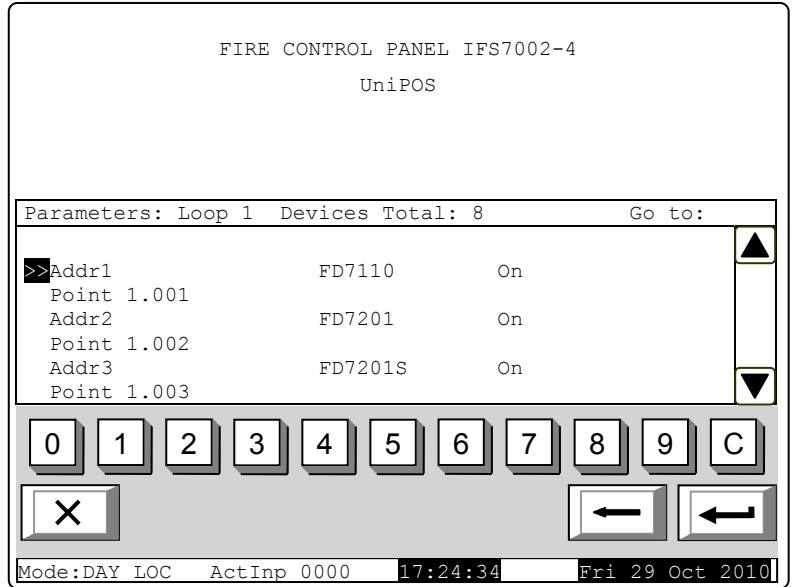 FIRE CONTROL PANEL IFS7002-4
UniPOS
Parameters: Loop 1 Devices Total: 8 Go to:
>>Addr1 FD7110 On
Point 1.001
Addr2 FD7201 On
Point 1.002
Addr3 FD7201S On
Point 1.003
0 1 2 3 4 5 6 7 8 9 C
Mode:DAY LOC ActInp 0000 17:24:34 Fri 29 Oct 2010